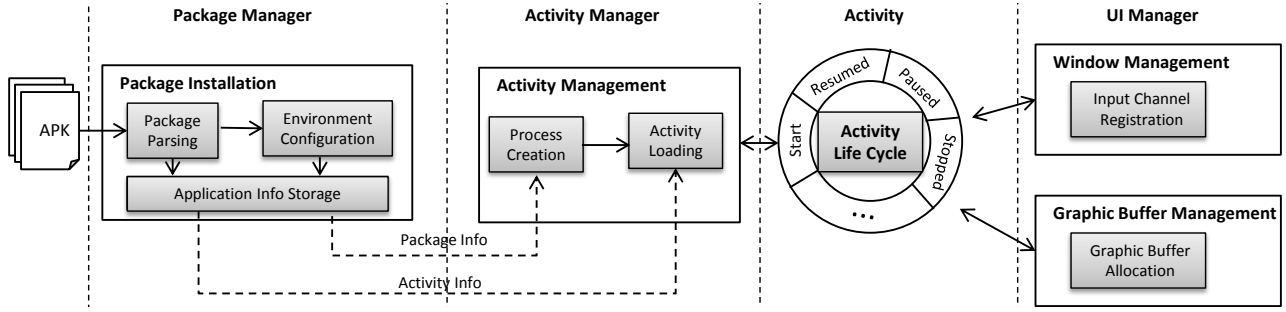 Package Manager
Activity Manager
Activity
UI Manager
APK
Package Installation
Package
Parsing
Environment
Configuration
Application Info Storage
Package Info
Activity Info
Activity Management
Process
Creation
Activity
Loading
Start
Resumed
Paused
Stopped
...
Activity
Life Cycle
Window Management
Input Channel
Registration
Graphic Buffer Management
Graphic Buffer
Allocation